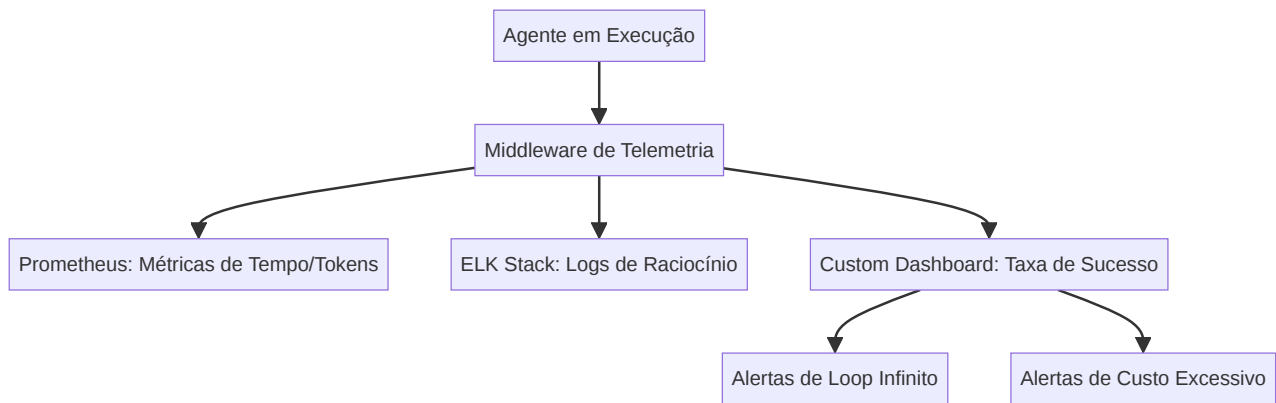 Agente em Execução
Middleware de Telemetria
Prometheus: Métricas de Tempo/Tokens
ELK Stack: Logs de Raciocínio
Custom Dashboard: Taxa de Sucesso
Alertas de Loop Infinito
Alertas de Custo Excessivo